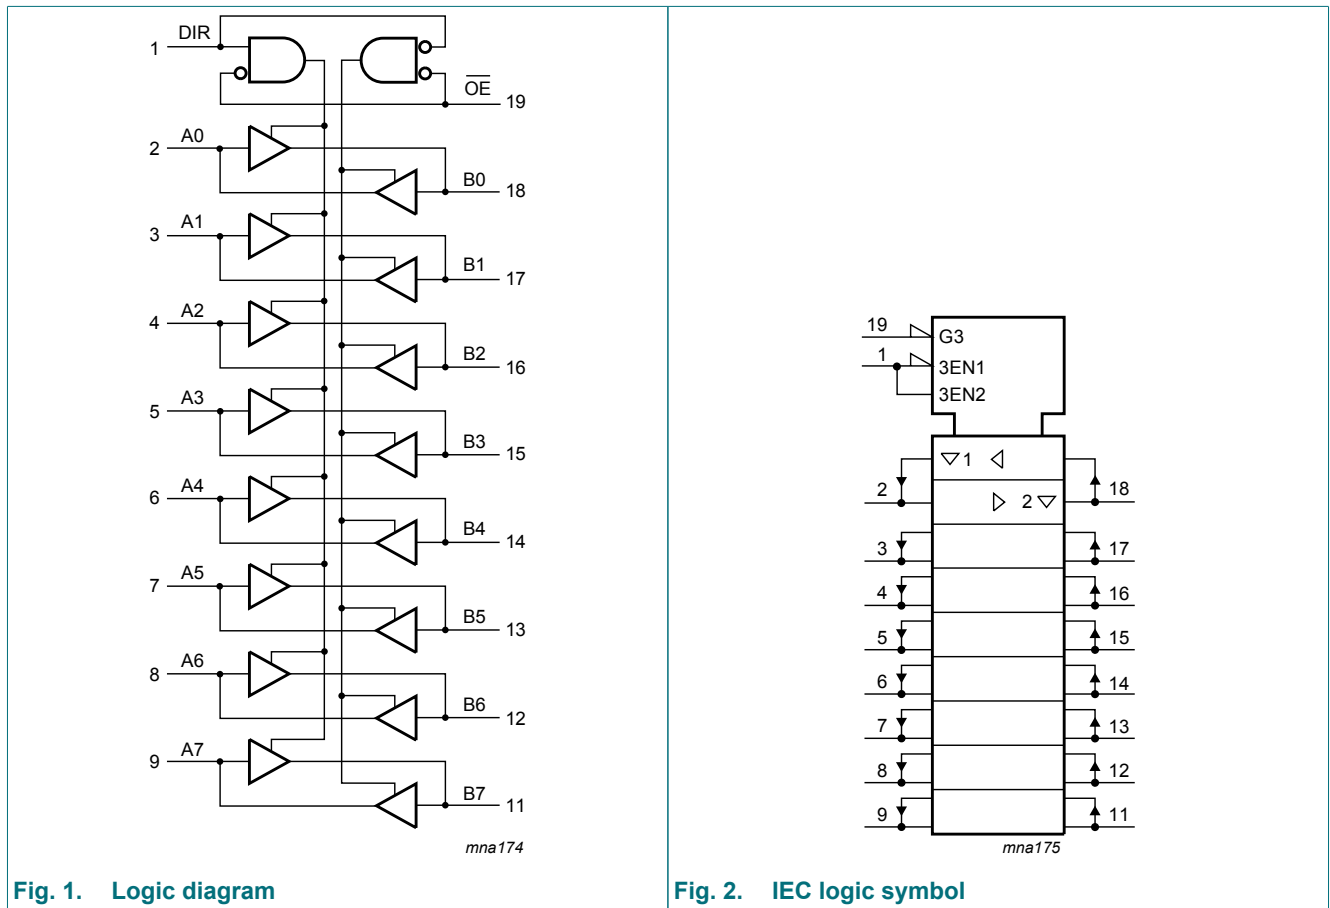 DIR
1
OE
19
A0
2
B0
18
A1
3
B1
17
A2
4
B2
16
A3
5
B3
15
A4
6
B4
14
A5
7
B5
13
A6
8
B6
12
A7
9
B7
11
mna174
Fig. 1. Logic diagram
19
G3
1
3EN1
3EN2
1
2
2
18
3
17
4
16
5
15
6
14
7
13
8
12
9
11
mna175
Fig. 2. IEC logic symbol